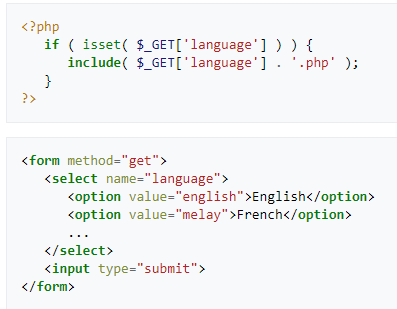 <?php
if ( isset( $_GET['language'] ) ) {
include( $_GET['language'] . '.php' );
}
?>
<form method="get">
<select name="language">
<option value="english">English</option>
<option value="melay">French</option>
...
</select>
<input type="submit">
</form>